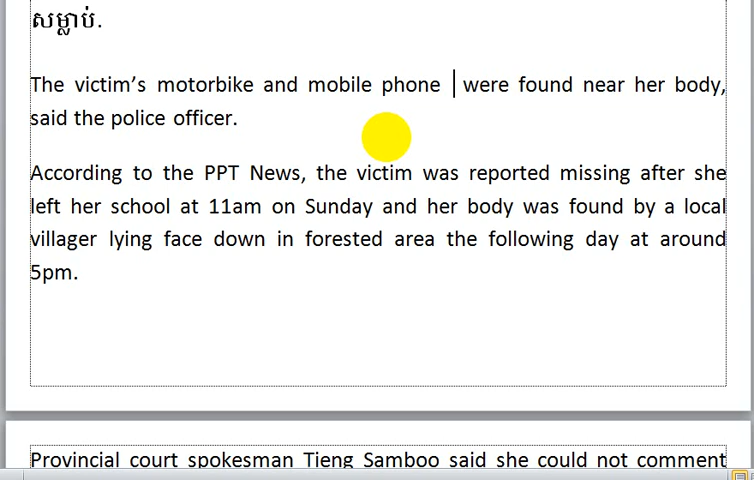 សម្លាប់.
The victim’s motorbike and mobile phone were found near her body,
said the police officer.
According to the PPT News, the victim was reported missing after she
left her school at 11am on Sunday and her body was found by a local
villager lying face down in forested area the following day at around
5pm.
Provincial court spokesman Tieng Samboo said she could not comment